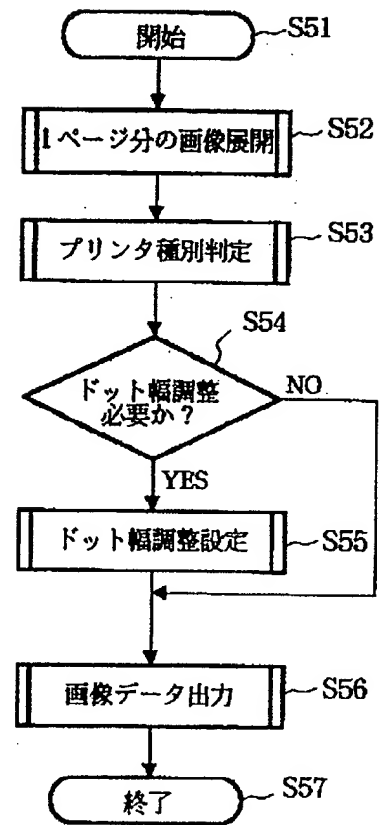 開始
S51
1ページ分の画像展開
S52
プリンタ種別判定
S53
S54
ドット幅調整
必要か?
NO
YES
ドット幅調整設定
S55
画像データ出力
S56
終了
S57